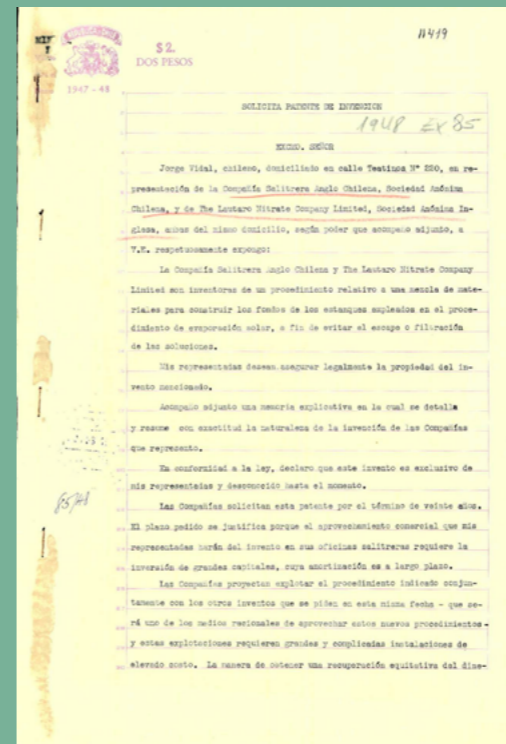 11419
$2.
DOS PESOS
1947 - 48
SOLICITA PATENTE DE INVENCION
1948 EX 85
EXCMO. SEÑOR
Jorge Vidal, chileno, domiciliado en calle Teatinos N° 220, en re-
presentación de la Compañía Salitrera Anglo Chilena, Sociedad Anónima
Chilena, y de The Lautaro Nitrate Company Limited, Sociedad Anónima In-
glesa, ambas del mismo domicilio, según poder que acompaño adjunto, a
V.E. respetuosamente expongo:
La Compañía Salitrera Anglo Chilena y The Lautaro Nitrate Company
Limited son inventoras de un procedimiento relativo a una mezcla de mate-
riales para construir los fondos de los estanques empleados en el proce-
dimiento de evaporación solar, a fin de evitar el escape o filtración
de las soluciones.
Mis representadas desean asegurar legalmente la propiedad del in-
vento mencionado.
Acompaño adjunto una memoria explicativa en la cual se detalla
y resume con exactitud la naturaleza de la invención de las Compañías
que represento.
En conformidad a la ley, declaro que este invento es exclusivo de
mis representadas y desconocido hasta el momento.
85/48
Las Compañías solicitan esta patente por el término de veinte años.
El plazo pedido se justifica porque el aprovechamiento comercial que mis
representadas harán del invento en sus oficinas salitreras requiere la
inversión de grandes capitales, cuya amortización es a largo plazo.
Las Compañías proyectan explotar el procedimiento indicado conjun-
tamente con los otros inventos que se piden en esta misma fecha - que se-
rá uno de los medios racionales de aprovechar estos nuevos procedimientos -
y estas explotaciones requieren grandes y complicadas instalaciones de
elevado costo. La manera de obtener una recuperación equitativa del dine-